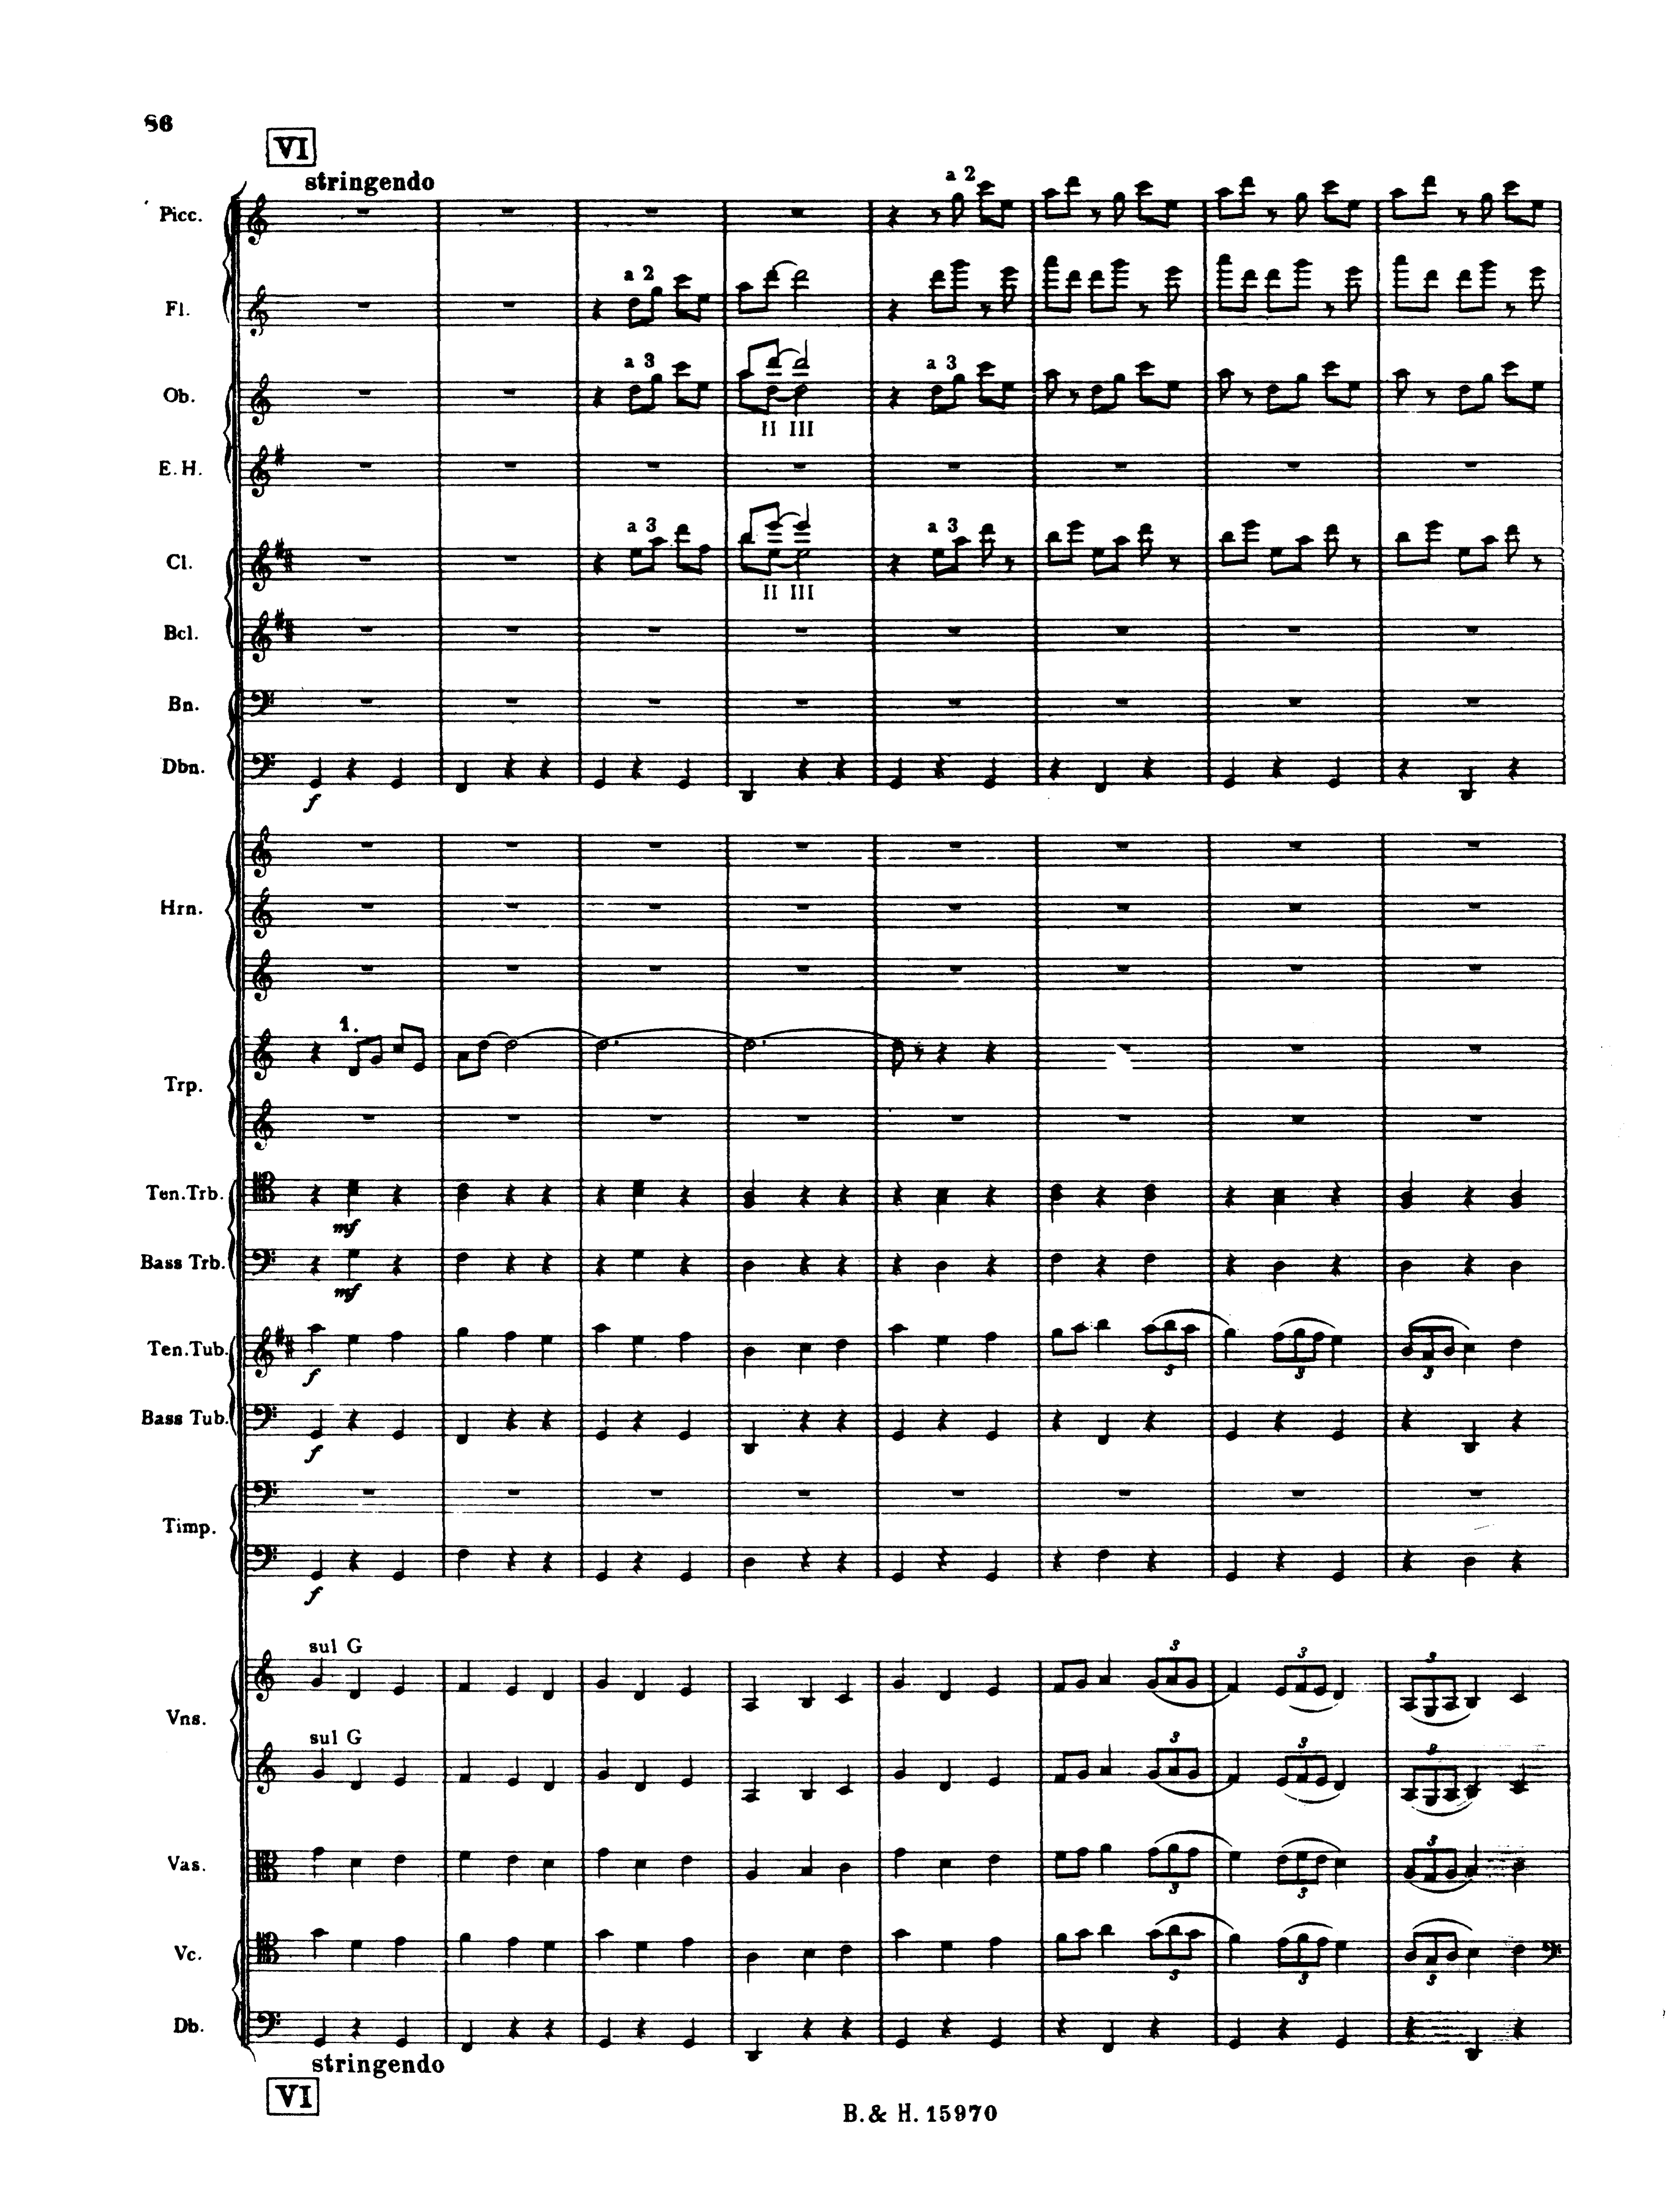 86
VI
stringendo
a 2
Picc.
a 2
Fl.
a 3 a 3
Ob.
II III
E.H.
a 3 a 3
Cl.
II III
Bcl.
Bn.
Dbn.
f
Hrn.
1.
Trp.
Ten.Trb.
mf
Bass Trb.
mf
Ten.Tub.
3 3 3
f
Bass Tub.
f
Timp.
f
sul G
3 3 3
Vns.
sul G
3 3 3
Vas.
3 3 3
Vc.
3 3 3
Db.
stringendo
VI
B.& H. 15970